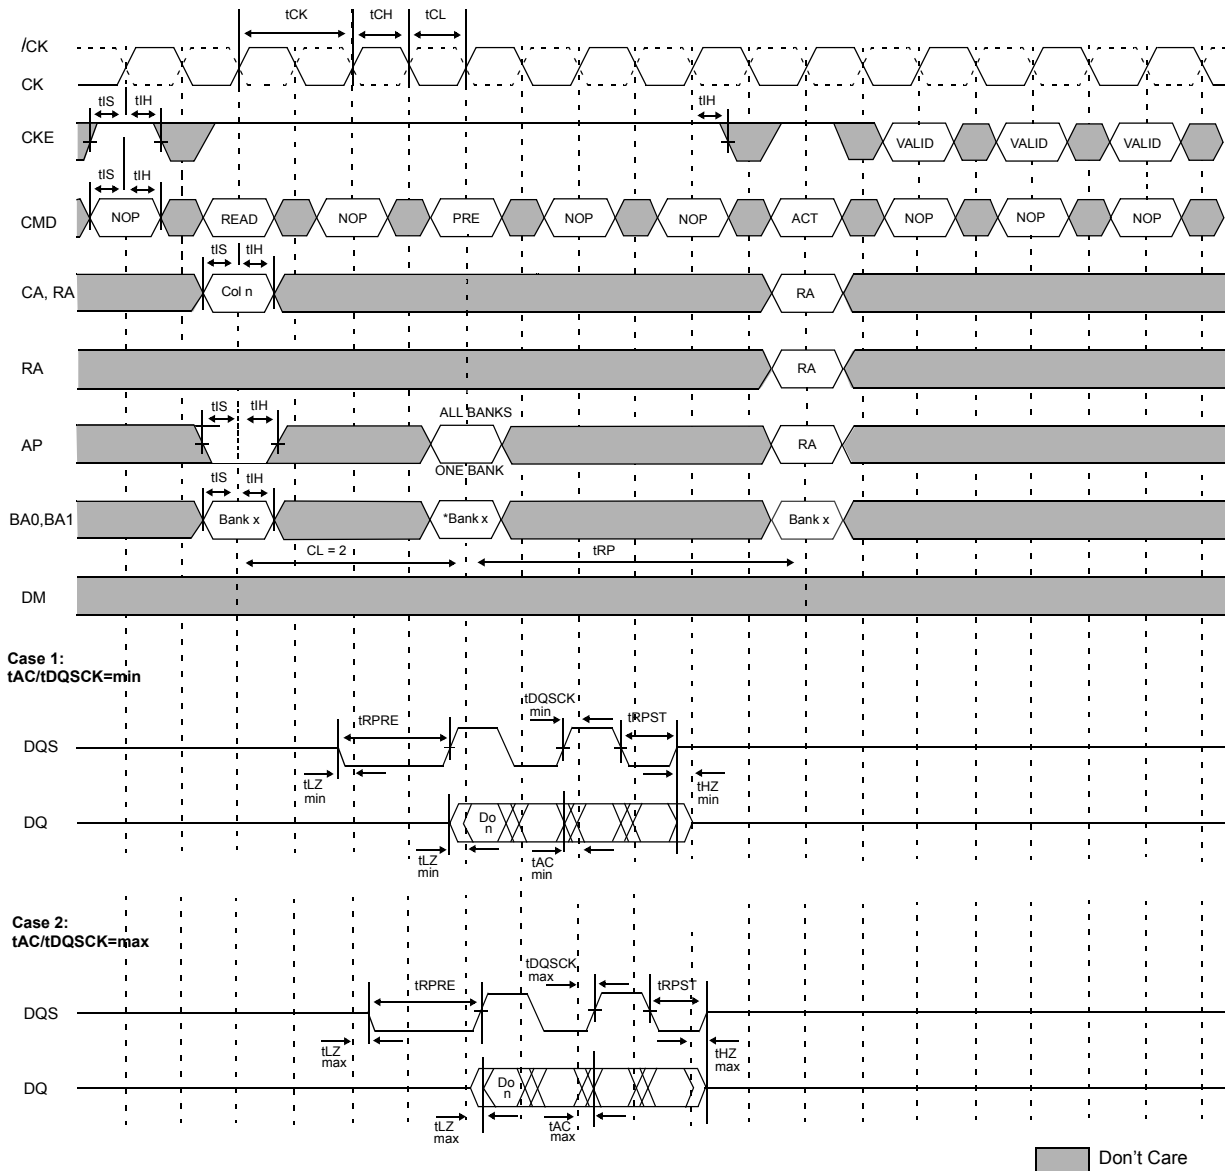 tCK tCH tCL
/CK
CK
tIS tIH tIH
CKE VALID VALID VALID
tIS tIH
CMD NOP READ NOP PRE NOP NOP ACT NOP NOP NOP
tIS tIH
CA, RA Col n RA
RA RA
tIS tIH ALL BANKS
AP RA
ONE BANK
tIS tIH
BA0,BA1 Bank x *Bank x Bank x
CL = 2 tRP
DM
Case 1:
tAC/tDQSCK=min
tDQSCK
min
tRPRE tRPST
DQS
tLZ
min
tHZ
min
DQ Do
n
tLZ
min
tAC
min
Case 2:
tAC/tDQSCK=max
tDQSCK
max
tRPRE tRPST
DQS
tLZ
max
tHZ
max
DQ Do
n
tLZ
max
tAC
max
Don't Care